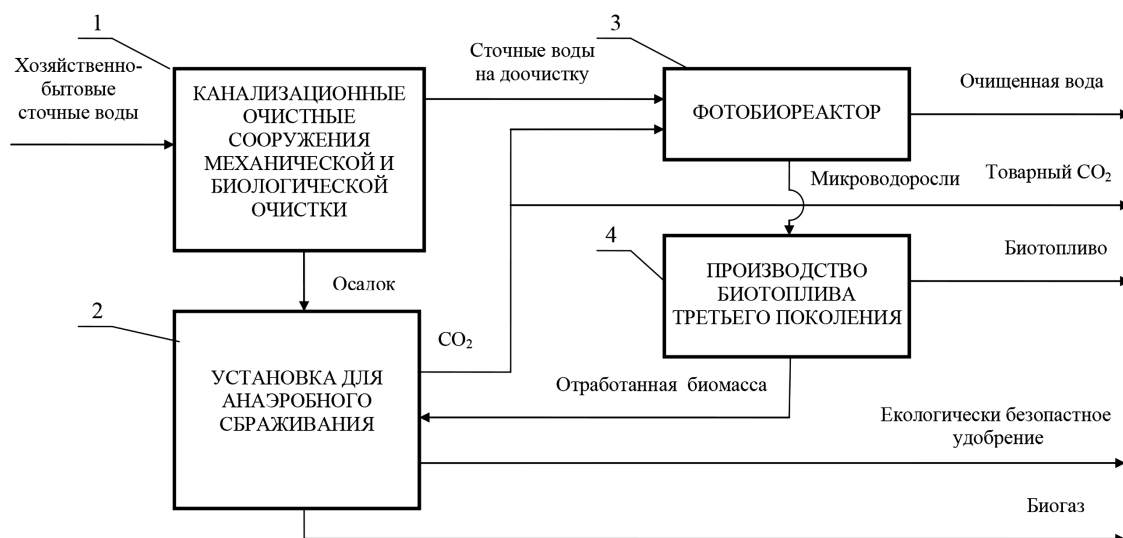 1
Хозяйственно-
бытовые
сточные воды
КАНАЛИЗАЦИОННЫЕ
ОЧИСТНЫЕ
СООРУЖЕНИЯ
МЕХАНИЧЕСКОЙ И
БИОЛОГИЧЕСКОЙ
ОЧИСТКИ
Сточные воды
на доочистку
3
ФОТОБИОРЕАКТОР
Очищенная вода
Микроводоросли
Товарный CO₂
4
ПРОИЗВОДСТВО
БИОТОПЛИВА
ТРЕТЬЕГО ПОКОЛЕНИЯ
Биотопливо
Осалок
2
УСТАНОВКА ДЛЯ
АНАЭРОБНОГО
СБРАЖИВАНИЯ
CO₂
Отработанная биомасса
Екологически безопастное
удобрение
Биогаз